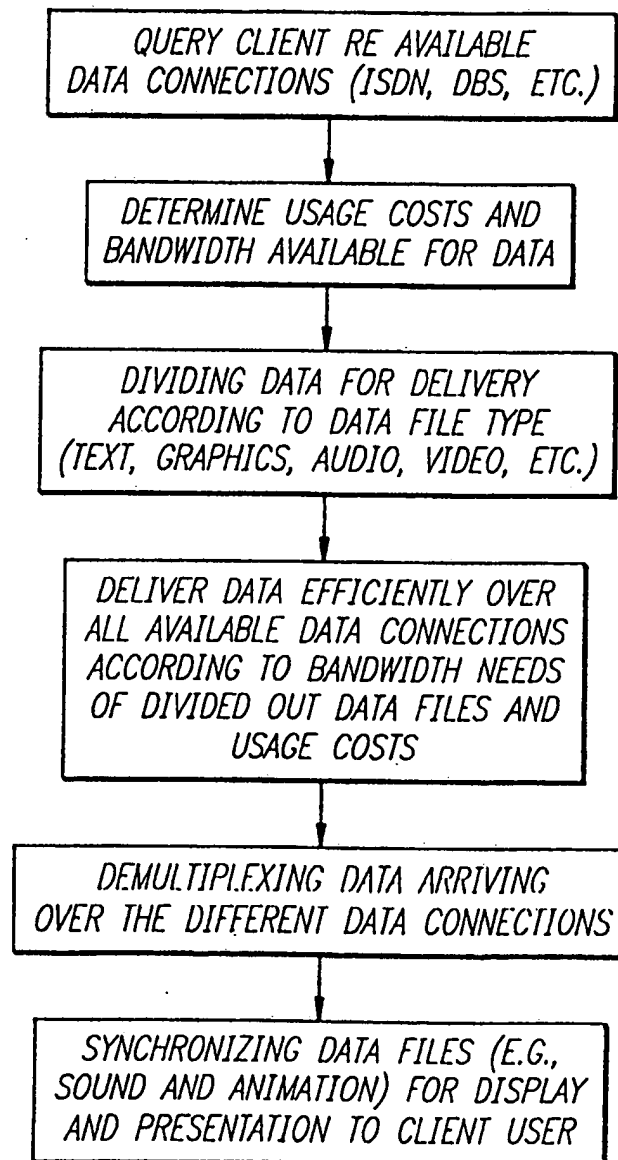 QUERY CLIENT RE AVAILABLE
DATA CONNECTIONS (ISDN, DBS, ETC.)
DETERMINE USAGE COSTS AND
BANDWIDTH AVAILABLE FOR DATA
DIVIDING DATA FOR DELIVERY
ACCORDING TO DATA FILE TYPE
(TEXT, GRAPHICS, AUDIO, VIDEO, ETC.)
DELIVER DATA EFFICIENTLY OVER
ALL AVAILABLE DATA CONNECTIONS
ACCORDING TO BANDWIDTH NEEDS
OF DIVIDED OUT DATA FILES AND
USAGE COSTS
DEMULTIPLEXING DATA ARRIVING
OVER THE DIFFERENT DATA CONNECTIONS
SYNCHRONIZING DATA FILES (E.G.,
SOUND AND ANIMATION) FOR DISPLAY
AND PRESENTATION TO CLIENT USER